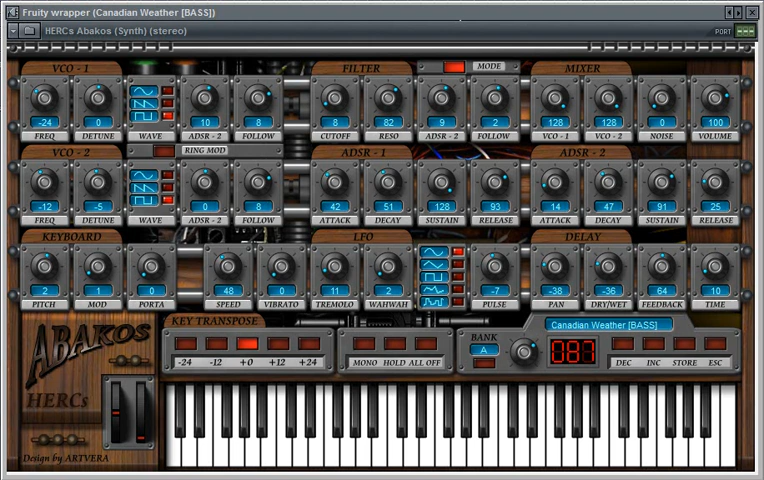 Fruity wrapper (Canadian Weather [BASS])
HERCs Abakos (Synth) (stereo)
PORT ---
VCO - 1 FILTER MODE MIXER
-24 0 10 8 8 82 9 2 128 128 0 100
FREQ DETUNE WAVE ADSR - 2 FOLLOW CUTOFF RESO ADSR - 2 FOLLOW VCO - 1 VCO - 2 NOISE VOLUME
VCO - 2 RING MOD ADSR - 1 ADSR - 2
-12 -5 0 8 42 51 128 93 14 47 91 25
FREQ DETUNE WAVE ADSR - 2 FOLLOW ATTACK DECAY SUSTAIN RELEASE ATTACK DECAY SUSTAIN RELEASE
KEYBOARD LFO DELAY
2 1 0 48 0 11 2 -7 -38 -36 64 10
PITCH MOD PORTA SPEED VIBRATO TREMOLO WAHWAH PULSE PAN DRY/WET FEEDBACK TIME
ABAKOS
HERCs
KEY TRANSPOSE
-24 -12 +0 +12 +24
MONO HOLD ALL OFF
BANK
A
Canadian Weather [BASS]
087
DEC INC STORE ESC
Design by ARTVERA